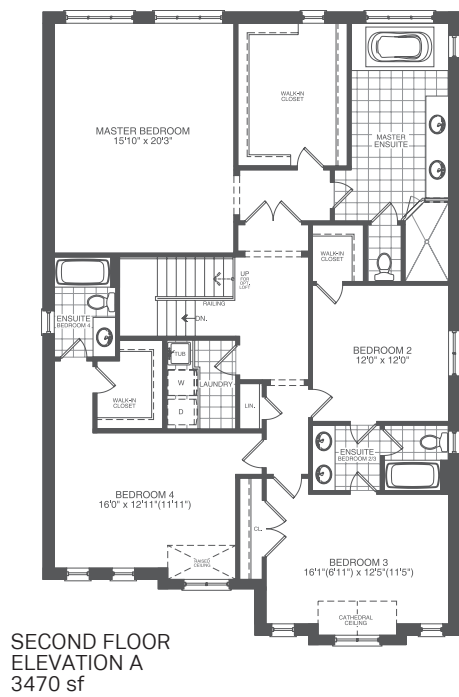 WALK-IN
CLOSET
MASTER BEDROOM
15'10" x 20'3"
MASTER
ENSUITE
WALK-IN
CLOSET
UP
FOR
OPT.
LOFT
RAILING
DN.
ENSUITE
BEDROOM 4
TUB
W
LAUNDRY
D
WALK-IN
CLOSET
LIN.
BEDROOM 2
12'0" x 12'0"
ENSUITE
BEDROOM 2/3
BEDROOM 4
16'0" x 12'11"(11'11")
RAISED
CEILING
CL.
BEDROOM 3
16'1"(6'11") x 12'5"(11'5")
CATHEDRAL
CEILING
SECOND FLOOR
ELEVATION A
3470 sf